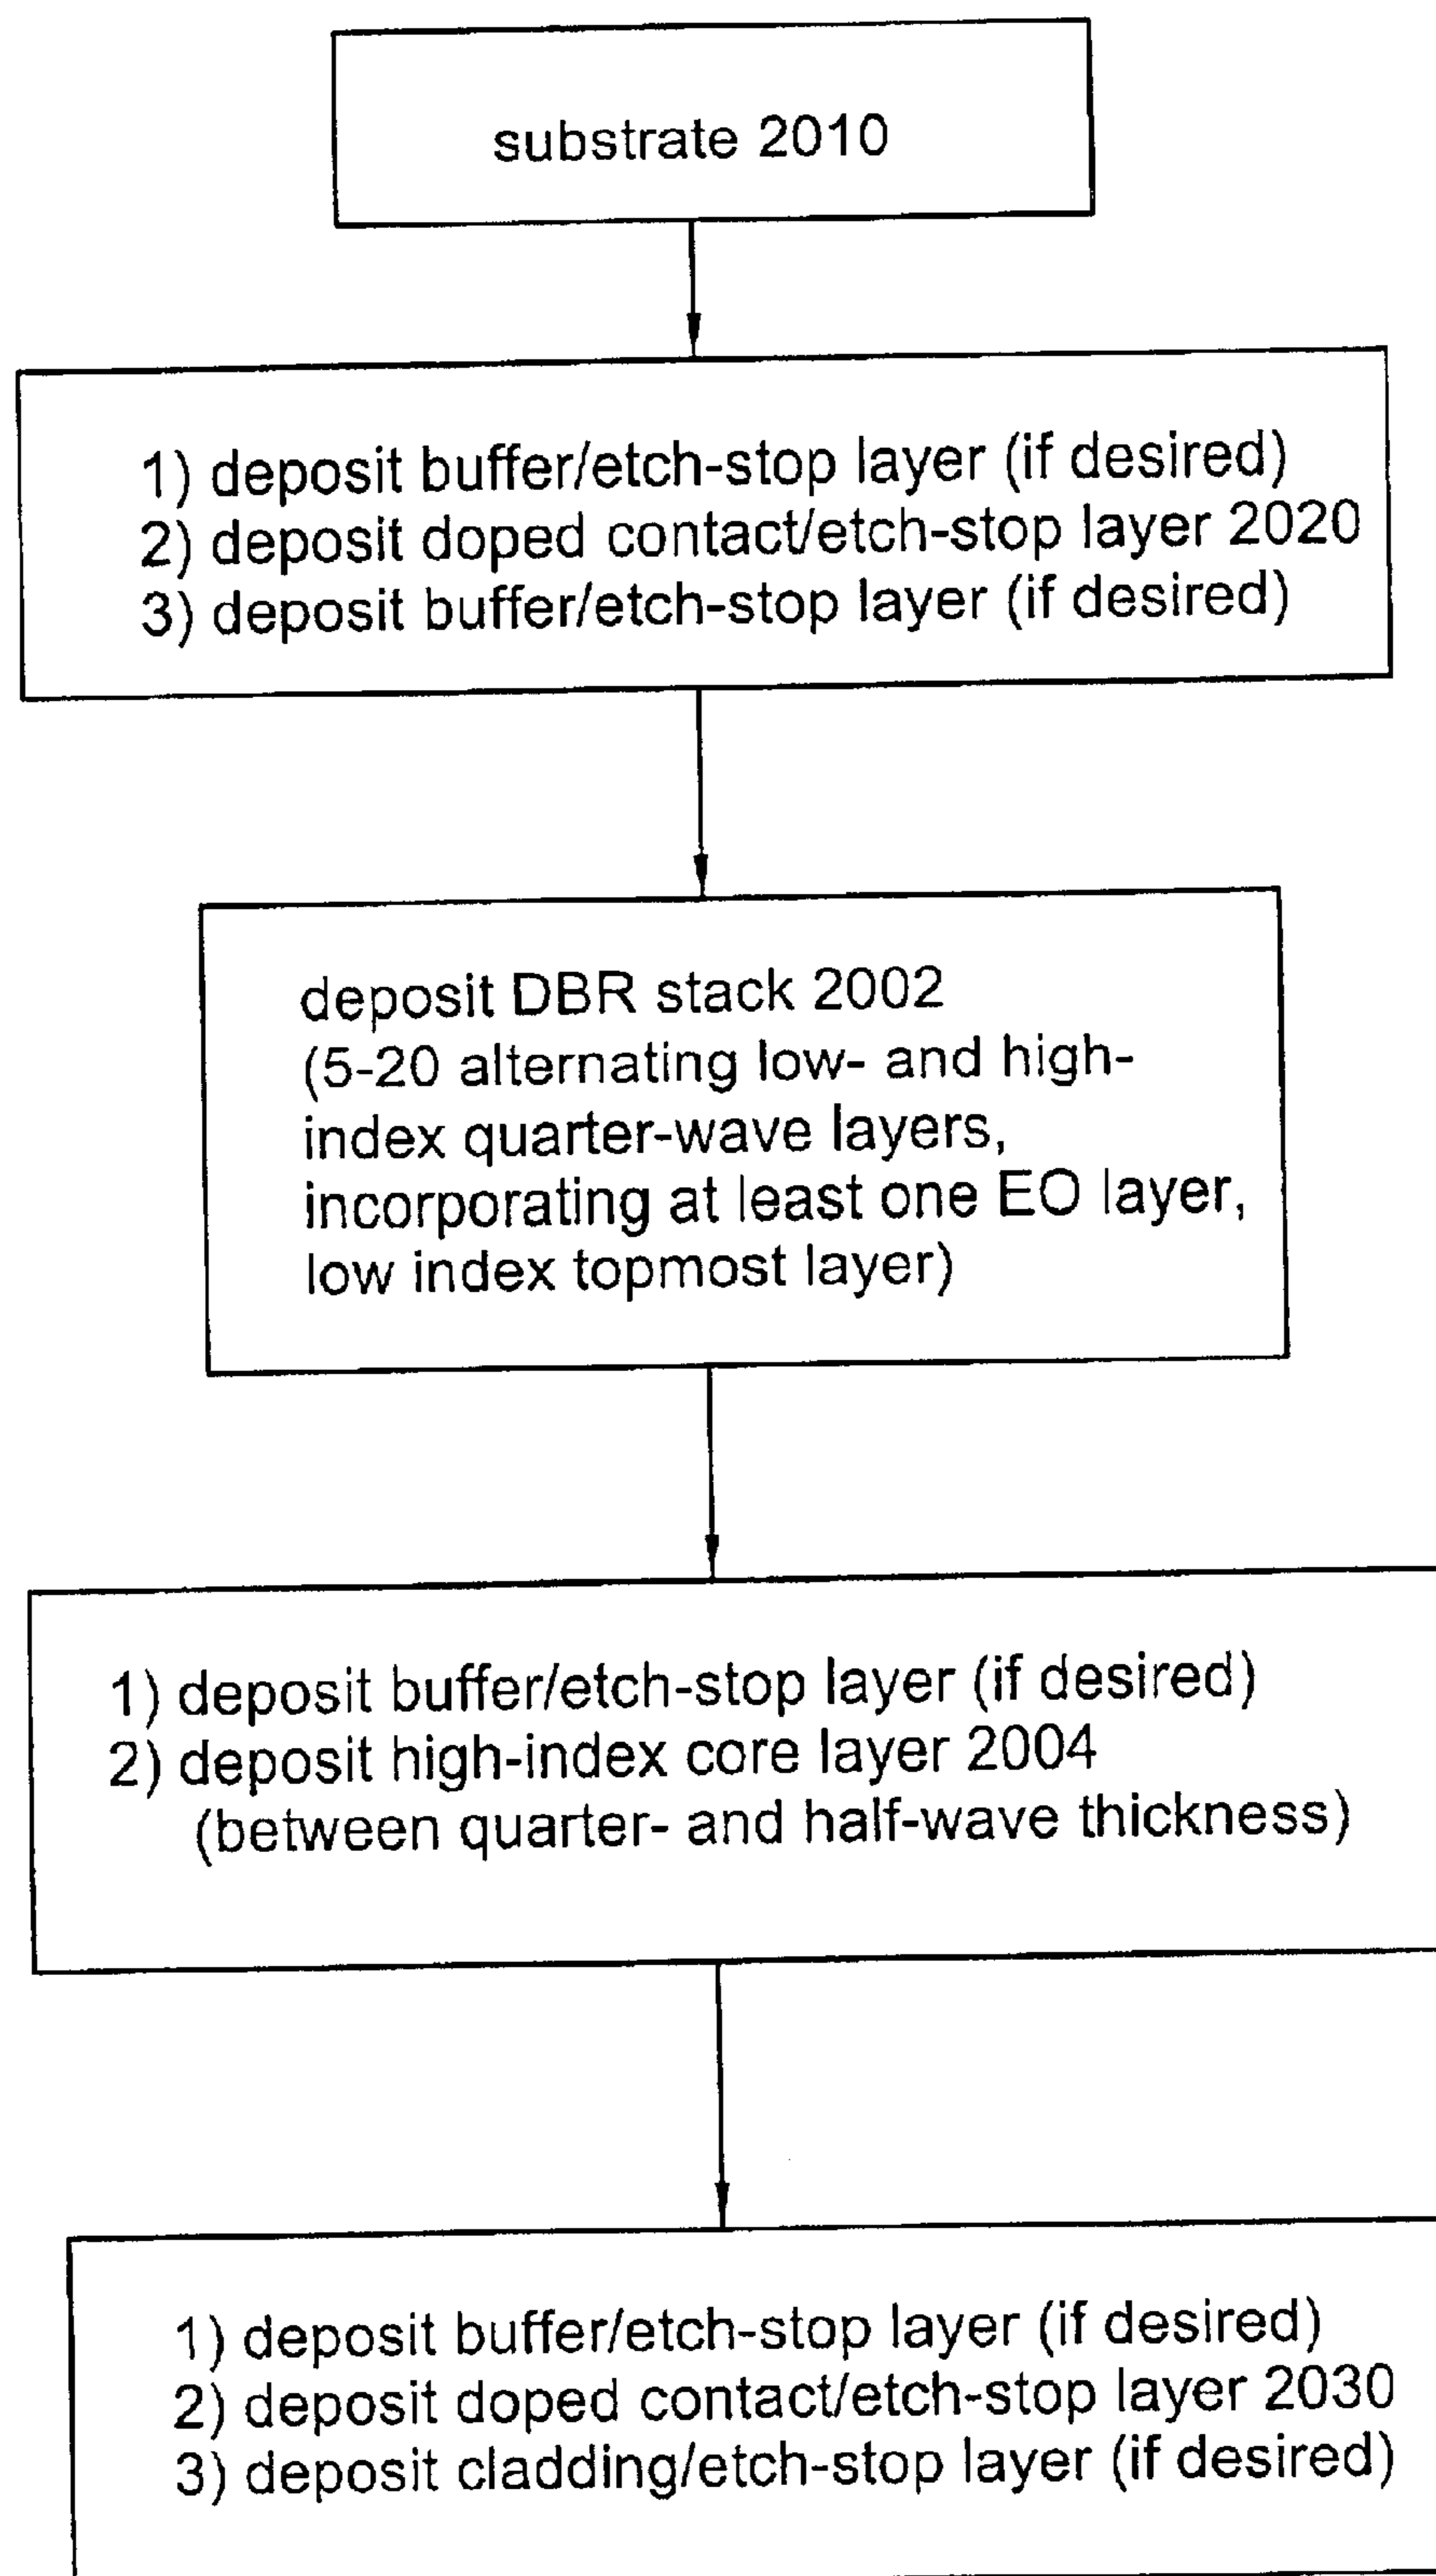 substrate 2010
1) deposit buffer/etch-stop layer (if desired)
2) deposit doped contact/etch-stop layer 2020
3) deposit buffer/etch-stop layer (if desired)
deposit DBR stack 2002
(5-20 alternating low- and high-
index quarter-wave layers,
incorporating at least one EO layer,
low index topmost layer)
1) deposit buffer/etch-stop layer (if desired)
2) deposit high-index core layer 2004
(between quarter- and half-wave thickness)
1) deposit buffer/etch-stop layer (if desired)
2) deposit doped contact/etch-stop layer 2030
3) deposit cladding/etch-stop layer (if desired)